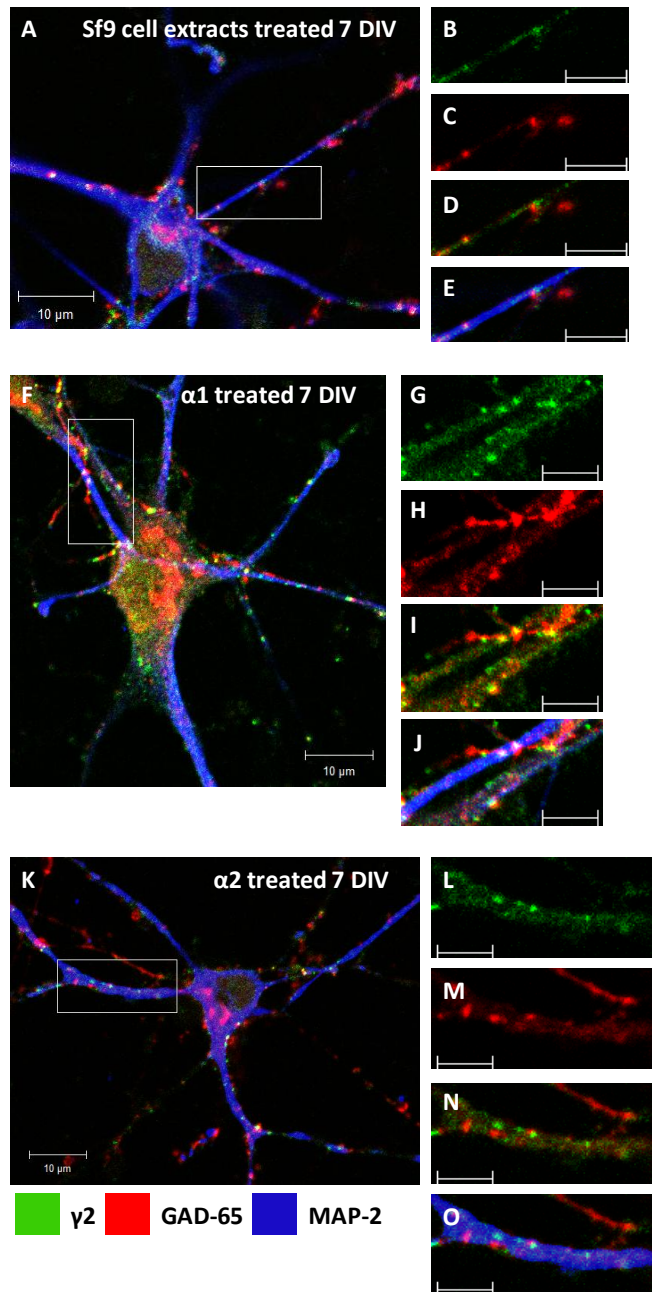 A Sf9 cell extracts treated 7 DIV
10 µm
B
C
D
E
F α1 treated 7 DIV
10 µm
G
H
I
J
K α2 treated 7 DIV
10 µm
L
M
N
O
γ2 GAD-65 MAP-2